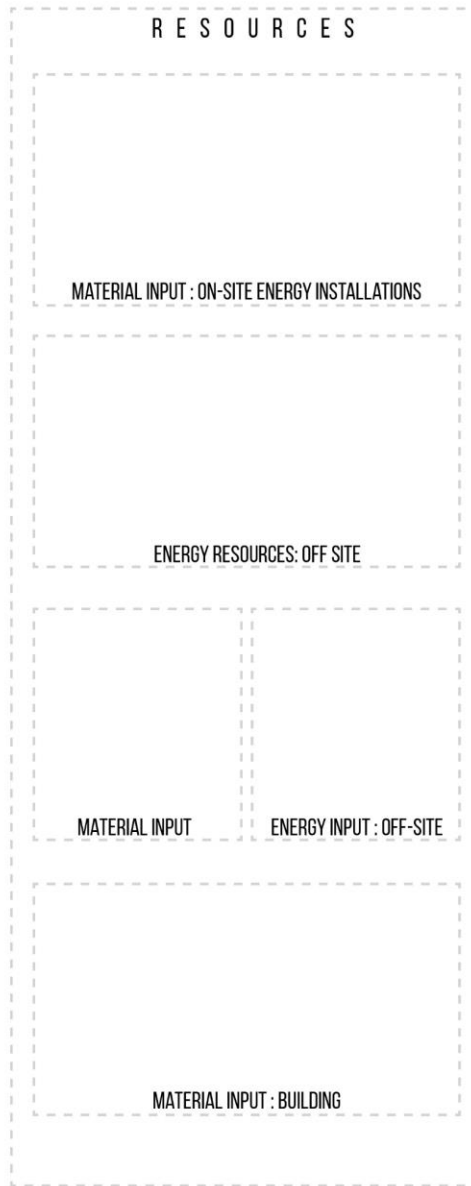 RESOURCES
MATERIAL INPUT : ON-SITE ENERGY INSTALLATIONS
ENERGY RESOURCES: OFF SITE
MATERIAL INPUT
ENERGY INPUT : OFF-SITE
MATERIAL INPUT : BUILDING